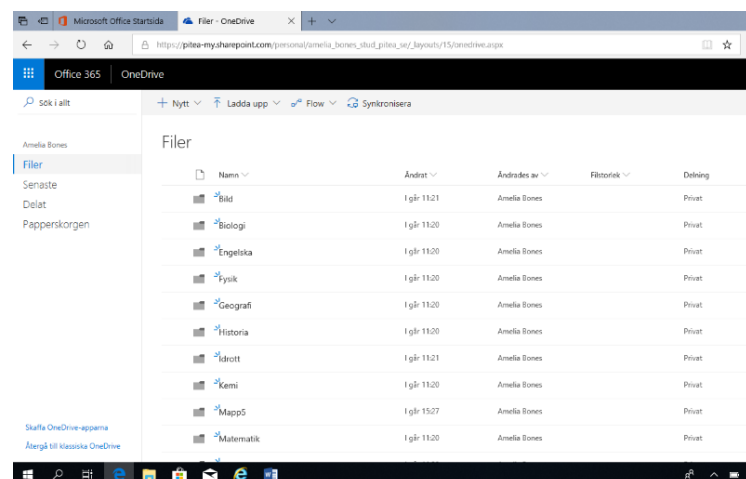 Microsoft Office Startsida
Filer - OneDrive
https://pitea-my.sharepoint.com/personal/amelia_bones_stud_pitea_se/_layouts/15/onedrive.aspx
Office 365 OneDrive
Sök i allt
Nytt Ladda upp Flow Synkronisera
Amelia Bones
Filer
Senaste
Delat
Papperskorgen
Filer
Namn Ändrat Ändrades av Filstorlek Delning
Bild I går 11:21 Amelia Bones Privat
Biologi I går 11:20 Amelia Bones Privat
Engelska I går 11:20 Amelia Bones Privat
Fysik I går 11:20 Amelia Bones Privat
Geografi I går 11:20 Amelia Bones Privat
Historia I går 11:20 Amelia Bones Privat
Idrott I går 11:21 Amelia Bones Privat
Kemi I går 11:20 Amelia Bones Privat
Mapp5 I går 15:27 Amelia Bones Privat
Matematik I går 11:20 Amelia Bones Privat
Skaffa OneDrive-apparna
Återgå till klassiska OneDrive